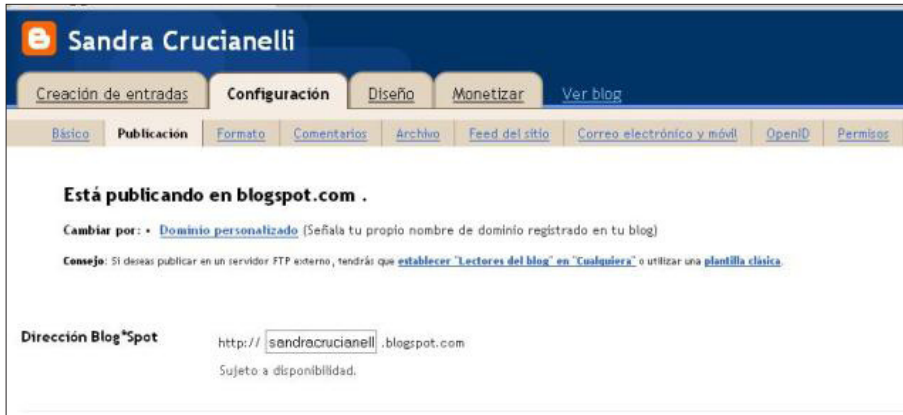 Sandra Crucianelli
Creación de entradas Configuración Diseño Monetizar Ver blog
Básico Publicación Formato Comentarios Archivo Feed del sitio Correo electrónico y móvil OpenID Permisos
Está publicando en blogspot.com .
Cambiar por: • Dominio personalizado (Señala tu propio nombre de dominio registrado en tu blog)
Consejo: Si deseas publicar en un servidor FTP externo, tendrás que establecer "Lectores del blog" en "Cualquiera" o utilizar una plantilla clásica.
Dirección Blog*Spot http:// sandracrucianell .blogspot.com
Sujeto a disponibilidad.